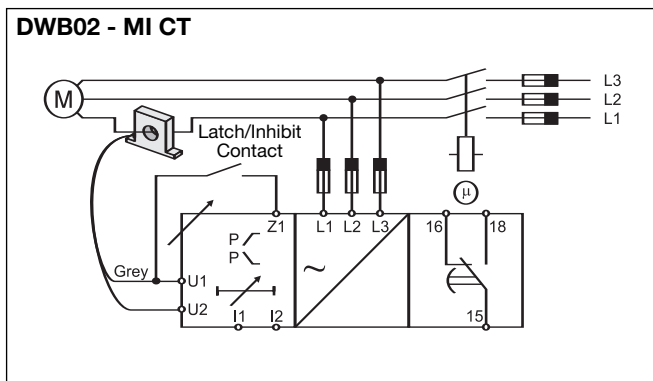 DWB02 - MI CT
L3
M
L2
L1
Latch/Inhibit
Contact
µ
Z1
L1
L2
L3
16
18
P
P
~
Grey
U1
U2
I1
I2
15